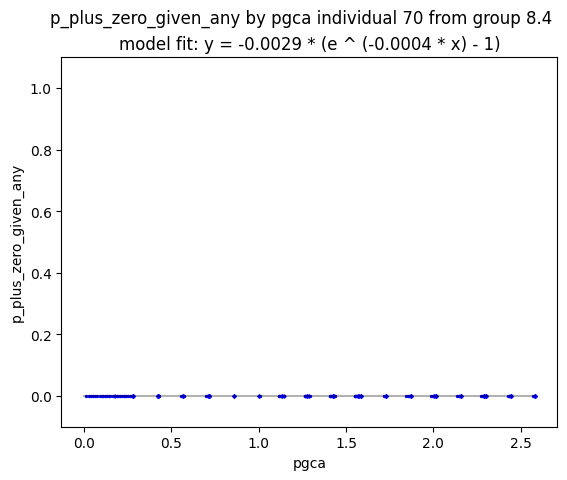 p_plus_zero_given_any by pgca individual 70 from group 8.4
model fit: y = -0.0029 * (e ^ (-0.0004 * x) - 1)
1.0
0.8
0.6
0.4
0.2
0.0
p_plus_zero_given_any
0.0 0.5 1.0 1.5 2.0 2.5
pgca